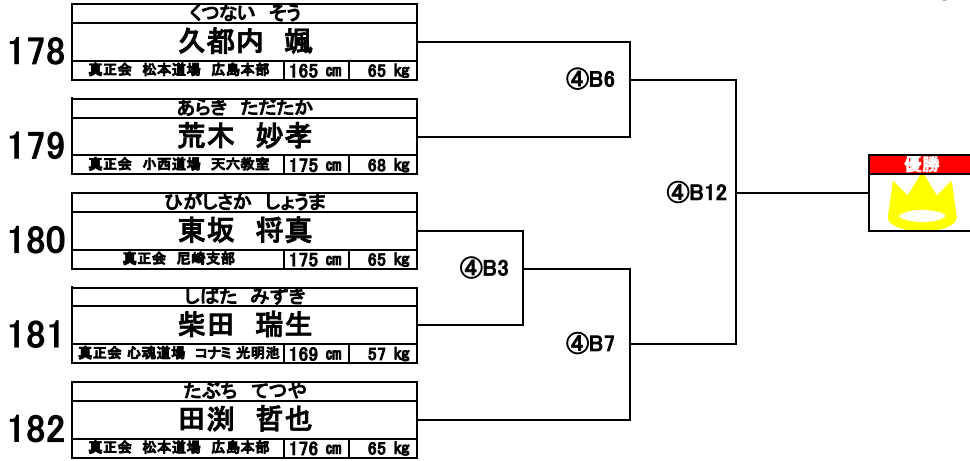 くつない そう
178
久都内 颯
真正会 松本道場 広島本部 165 cm 65 kg
④B6
あらき ただたか
179
荒木 妙孝
真正会 小西道場 天六教室 175 cm 68 kg
④B12
優勝
ひがしさか しょうま
180
東坂 将真
真正会 尼崎支部 175 cm 65 kg
④B3
しばた みずき
181
柴田 瑞生
真正会 心魂道場 コナミ 光明池 169 cm 57 kg
④B7
たぶち てつや
182
田渕 哲也
真正会 松本道場 広島本部 176 cm 65 kg